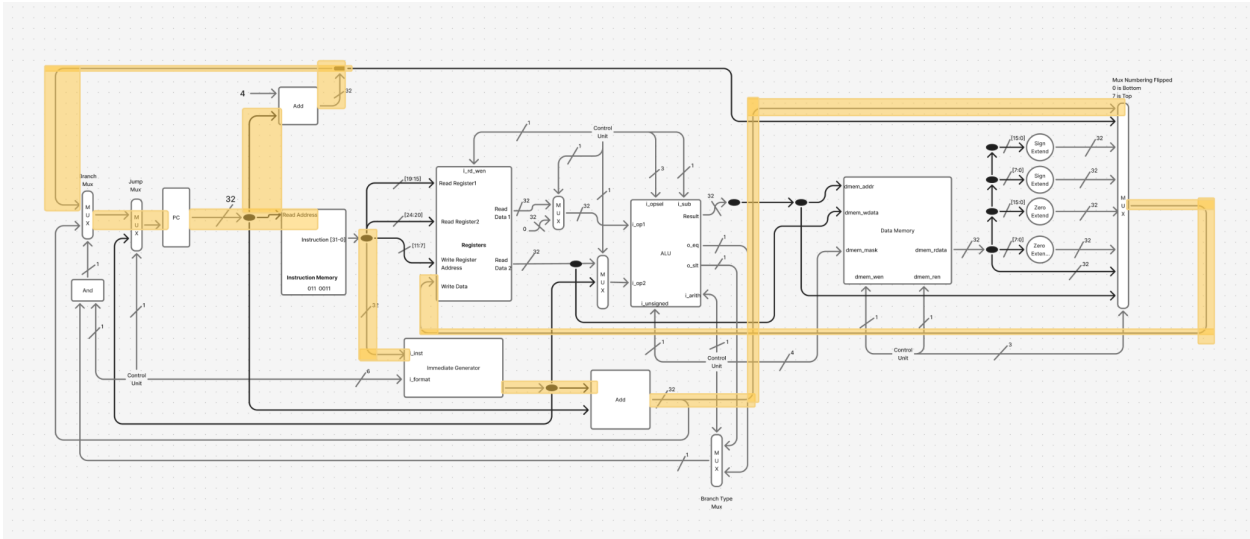 Mux Numbering Flipped
0 is Bottom
7 is Top
4
Add
32
Control
Unit
1
1
3
1
1
[15:0]
Sign
Extend
32
[7:0]
Sign
Extend
32
[15:0]
Zero
Extend
32
[7:0]
Zero
Exten...
32
32
M
U
X
Branch
Mux
M
U
X
Jump
Mux
M
U
X
PC
32
Read Address
Instruction [31-0]
Instruction Memory
011 0011
[19:15]
[24:20]
[11:7]
i_rd_wen
Read Register1
Read Register2
Registers
Write Register
Address
Write Data
Read
Data 1
Read
Data 2
32
0
32
M
U
X
32
32
M
U
X
i_opsel
i_sub
Result
i_op1
ALU
i_op2
o_eq
o_slt
i_arith
i_unsigned
32
1
1
dmem_addr
dmem_wdata
dmem_mask
Data Memory
dmem_rdata
dmem_wen
dmem_ren
32
And
1
1
1
Control
Unit
6
i_inst
Immediate Generator
i_format
Add
32
1
1
4
Control
Unit
1
1
Control
Unit
3
1
M
U
X
Branch Type
Mux